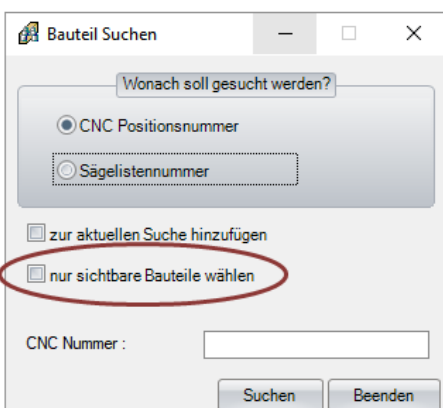 Bauteil Suchen
Wonach soll gesucht werden?
CNC Positionsnummer
Sägelistennummer
zur aktuellen Suche hinzufügen
nur sichtbare Bauteile wählen
CNC Nummer :
Suchen Beenden